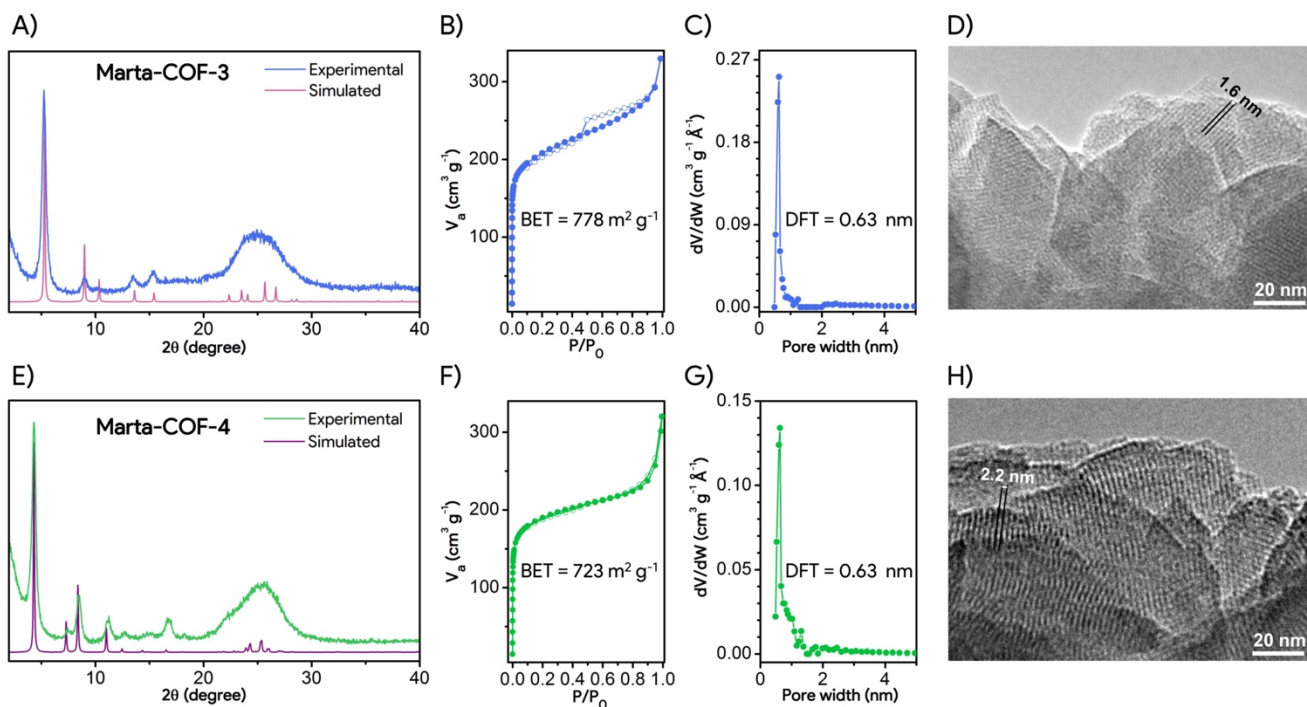 A)
Marta-COF-3
Experimental
Simulated
10
20
30
40
2θ (degree)
B)
300
200
100
Vₐ (cm³ g⁻¹)
BET = 778 m² g⁻¹
0.0 0.2 0.4 0.6 0.8 1.0
P/P₀
C)
0.27
0.18
0.09
0.00
dV/dW (cm³ g⁻¹ Å⁻¹)
DFT = 0.63 nm
0 2 4
Pore width (nm)
D)
1.6 nm
20 nm
E)
Marta-COF-4
Experimental
Simulated
10
20
30
40
2θ (degree)
F)
300
200
100
Vₐ (cm³ g⁻¹)
BET = 723 m² g⁻¹
0.0 0.2 0.4 0.6 0.8 1.0
P/P₀
G)
0.15
0.10
0.05
0.00
dV/dW (cm³ g⁻¹ Å⁻¹)
DFT = 0.63 nm
0 2 4
Pore width (nm)
H)
2.2 nm
20 nm